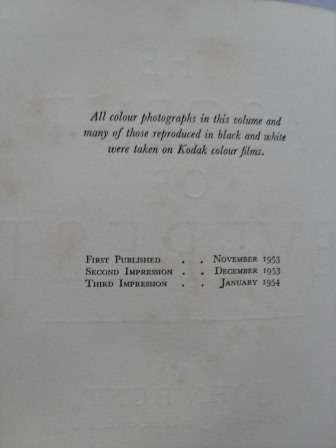 All colour photographs in this volume and
many of those reproduced in black and white
were taken on Kodak colour films.
First Published . . November 1953
Second Impression . . December 1953
Third Impression . . January 1954